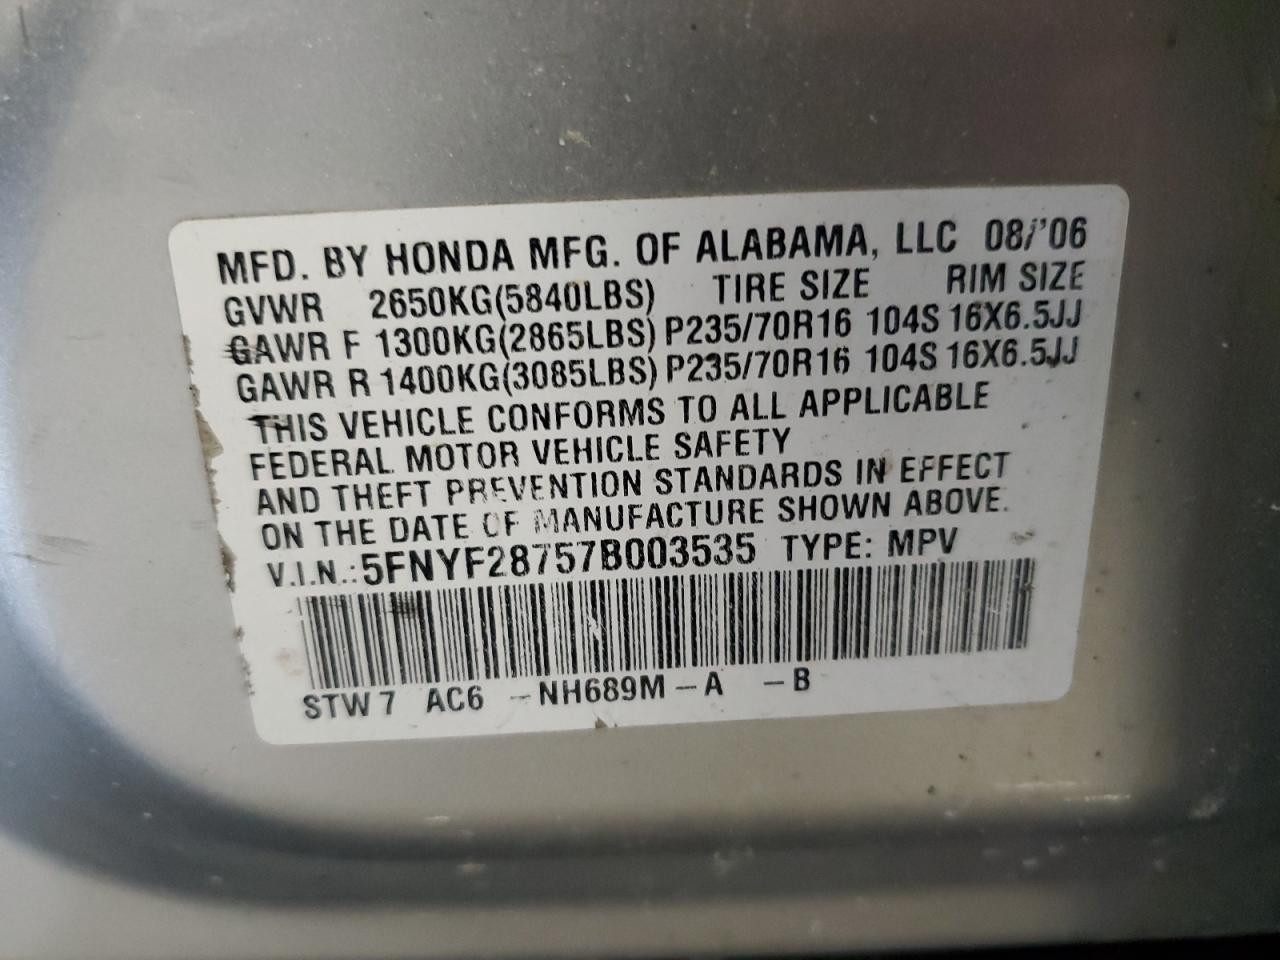 MFD. BY HONDA MFG. OF ALABAMA, LLC 08/'06
GVWR 2650KG(5840LBS) TIRE SIZE RIM SIZE
GAWR F 1300KG(2865LBS) P235/70R16 104S 16X6.5JJ
GAWR R 1400KG(3085LBS) P235/70R16 104S 16X6.5JJ
THIS VEHICLE CONFORMS TO ALL APPLICABLE
FEDERAL MOTOR VEHICLE SAFETY
AND THEFT PREVENTION STANDARDS IN EFFECT
ON THE DATE OF MANUFACTURE SHOWN ABOVE.
V.I.N.: 5FNYF28757B003535 TYPE: MPV
STW7 AC6 -NH689M-A -B